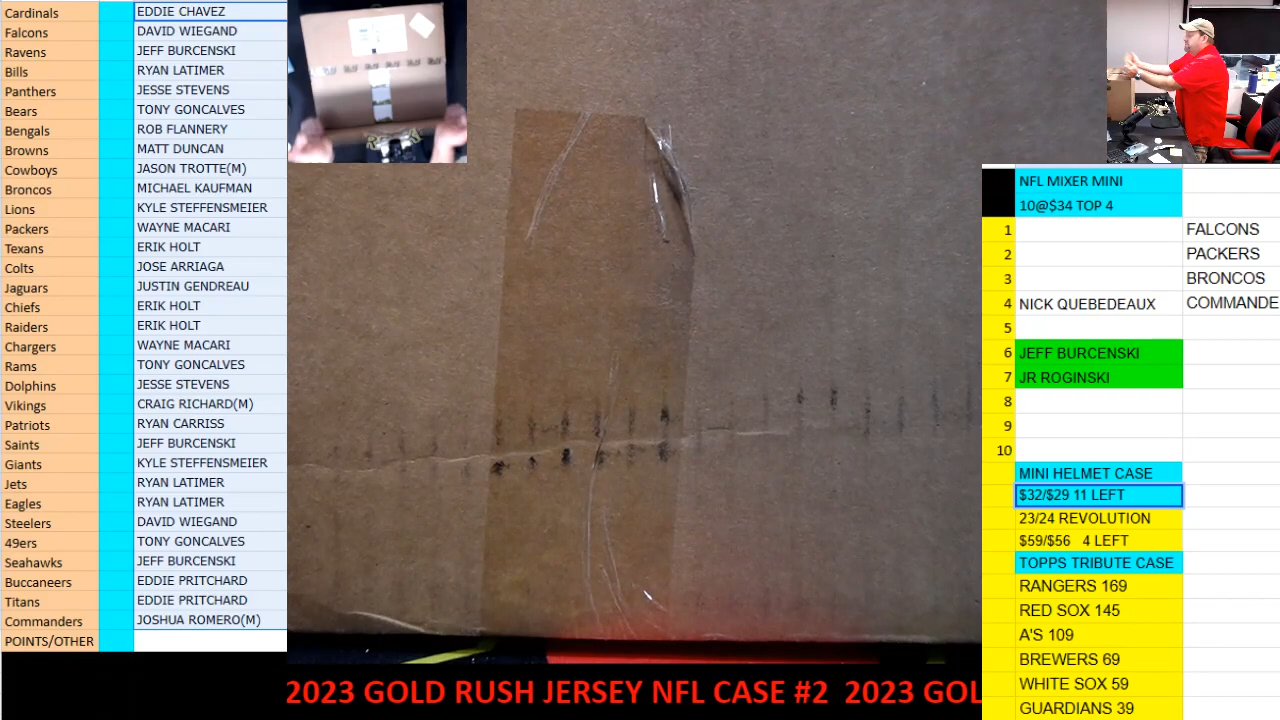 Cardinals EDDIE CHAVEZ
Falcons DAVID WIEGAND
Ravens JEFF BURCENSKI
Bills RYAN LATIMER
Panthers JESSE STEVENS
Bears TONY GONCALVES
Bengals ROB FLANNERY
Browns MATT DUNCAN
Cowboys JASON TROTTE(M)
Broncos MICHAEL KAUFMAN
Lions KYLE STEFFENSMEIER
Packers WAYNE MACARI
Texans ERIK HOLT
Colts JOSE ARRIAGA
Jaguars JUSTIN GENDREAU
Chiefs ERIK HOLT
Raiders ERIK HOLT
Chargers WAYNE MACARI
Rams TONY GONCALVES
Dolphins JESSE STEVENS
Vikings CRAIG RICHARD(M)
Patriots RYAN CARRISS
Saints JEFF BURCENSKI
Giants KYLE STEFFENSMEIER
Jets RYAN LATIMER
Eagles RYAN LATIMER
Steelers DAVID WIEGAND
49ers TONY GONCALVES
Seahawks JEFF BURCENSKI
Buccaneers EDDIE PRITCHARD
Titans EDDIE PRITCHARD
Commanders JOSHUA ROMERO(M)
POINTS/OTHER
NFL MIXER MINI
10@$34 TOP 4
1 FALCONS
2 PACKERS
3 BRONCOS
4 NICK QUEBEDEAUX COMMANDE
5
6 JEFF BURCENSKI
7 JR ROGINSKI
8
9
10
MINI HELMET CASE
$32/$29 11 LEFT
23/24 REVOLUTION
$59/$56 4 LEFT
TOPPS TRIBUTE CASE
RANGERS 169
RED SOX 145
A'S 109
BREWERS 69
WHITE SOX 59
GUARDIANS 39
2023 GOLD RUSH JERSEY NFL CASE #2 2023 GOL